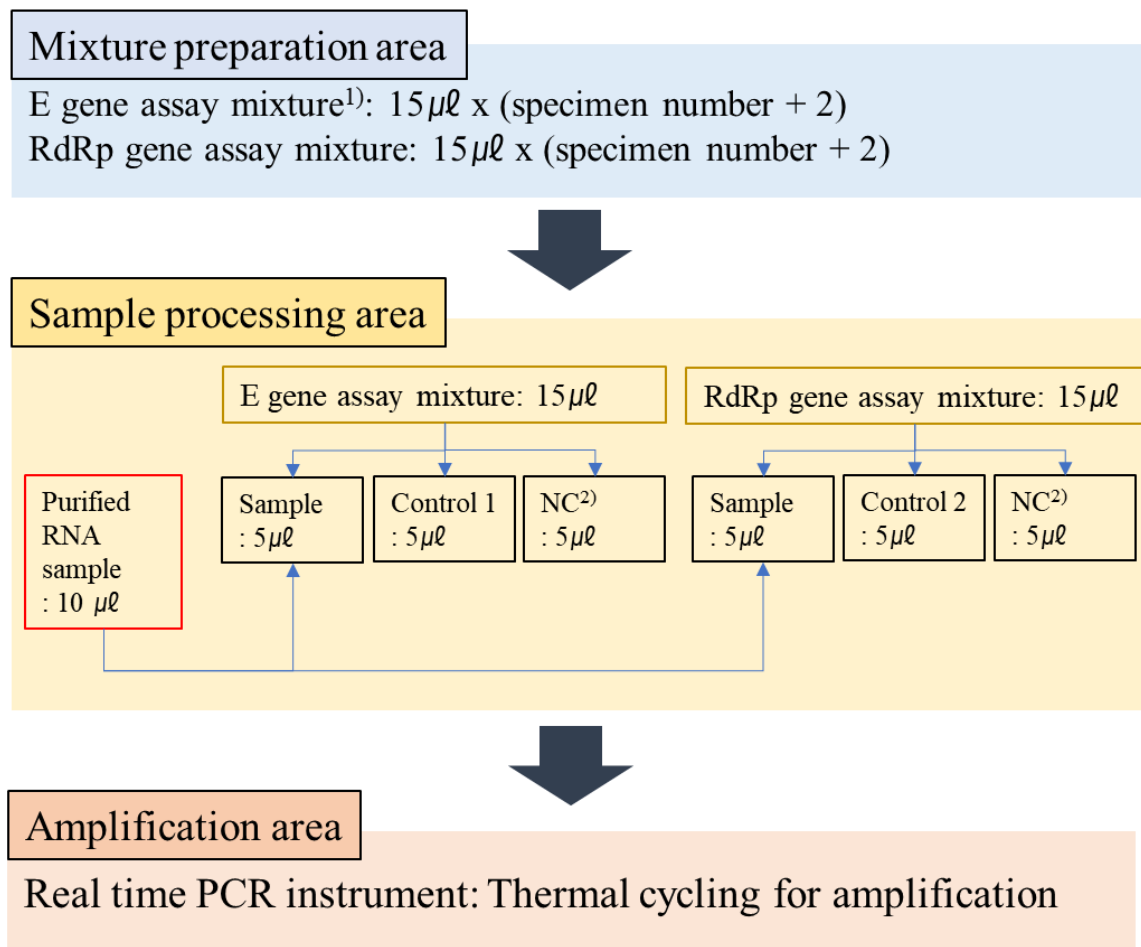 Mixture preparation area
E gene assay mixture1): 15㎕ x (specimen number + 2)
RdRp gene assay mixture: 15㎕ x (specimen number + 2)
Sample processing area
E gene assay mixture: 15㎕
RdRp gene assay mixture: 15㎕
Purified
RNA
sample
: 10 ㎕
Sample
: 5㎕
Control 1
: 5㎕
NC2)
: 5㎕
Sample
: 5㎕
Control 2
: 5㎕
NC2)
: 5㎕
Amplification area
Real time PCR instrument: Thermal cycling for amplification